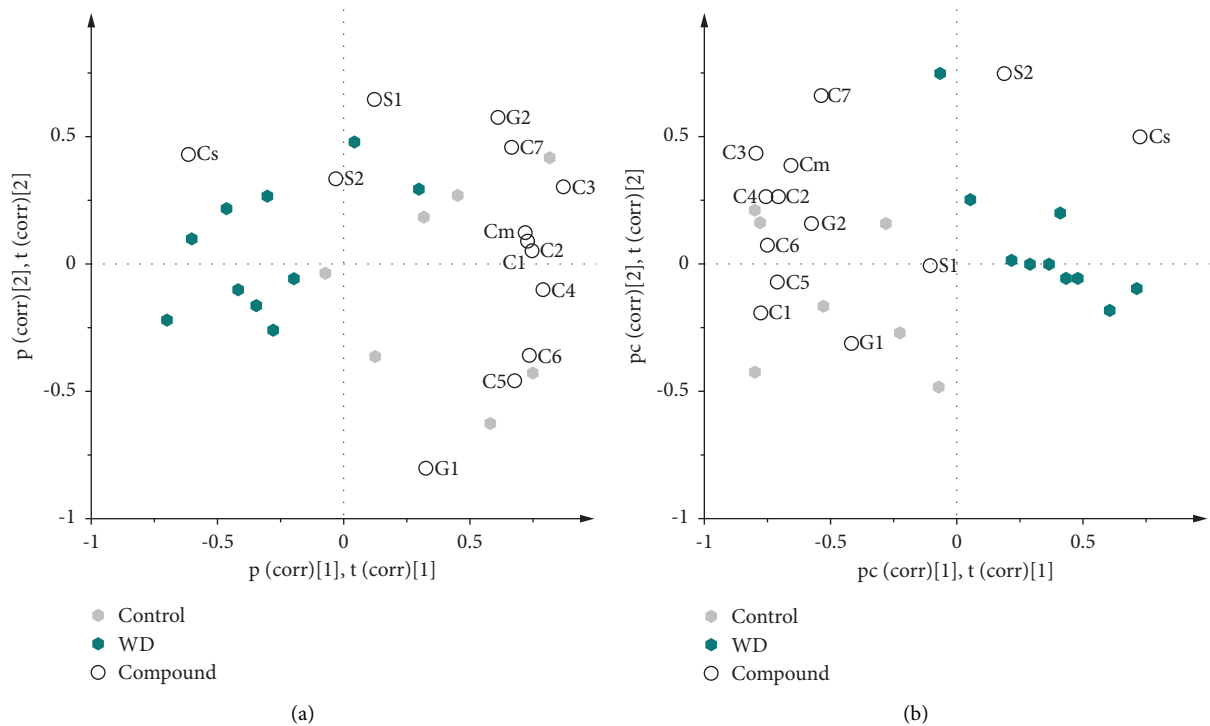 p (corr)[2], t (corr)[2]
0.5
0
-0.5
-1
-1
-0.5
0
0.5
p (corr)[1], t (corr)[1]
S1
G2
C7
Cs
S2
C3
Cm
C2
C1
C4
C6
C5
G1
Control
WD
Compound
(a)
pc (corr)[2], t (corr)[2]
0.5
0
-0.5
-1
-1
-0.5
0
0.5
pc (corr)[1], t (corr)[1]
S2
C7
Cs
C3
Cm
C4
C2
G2
C6
S1
C5
C1
G1
Control
WD
Compound
(b)